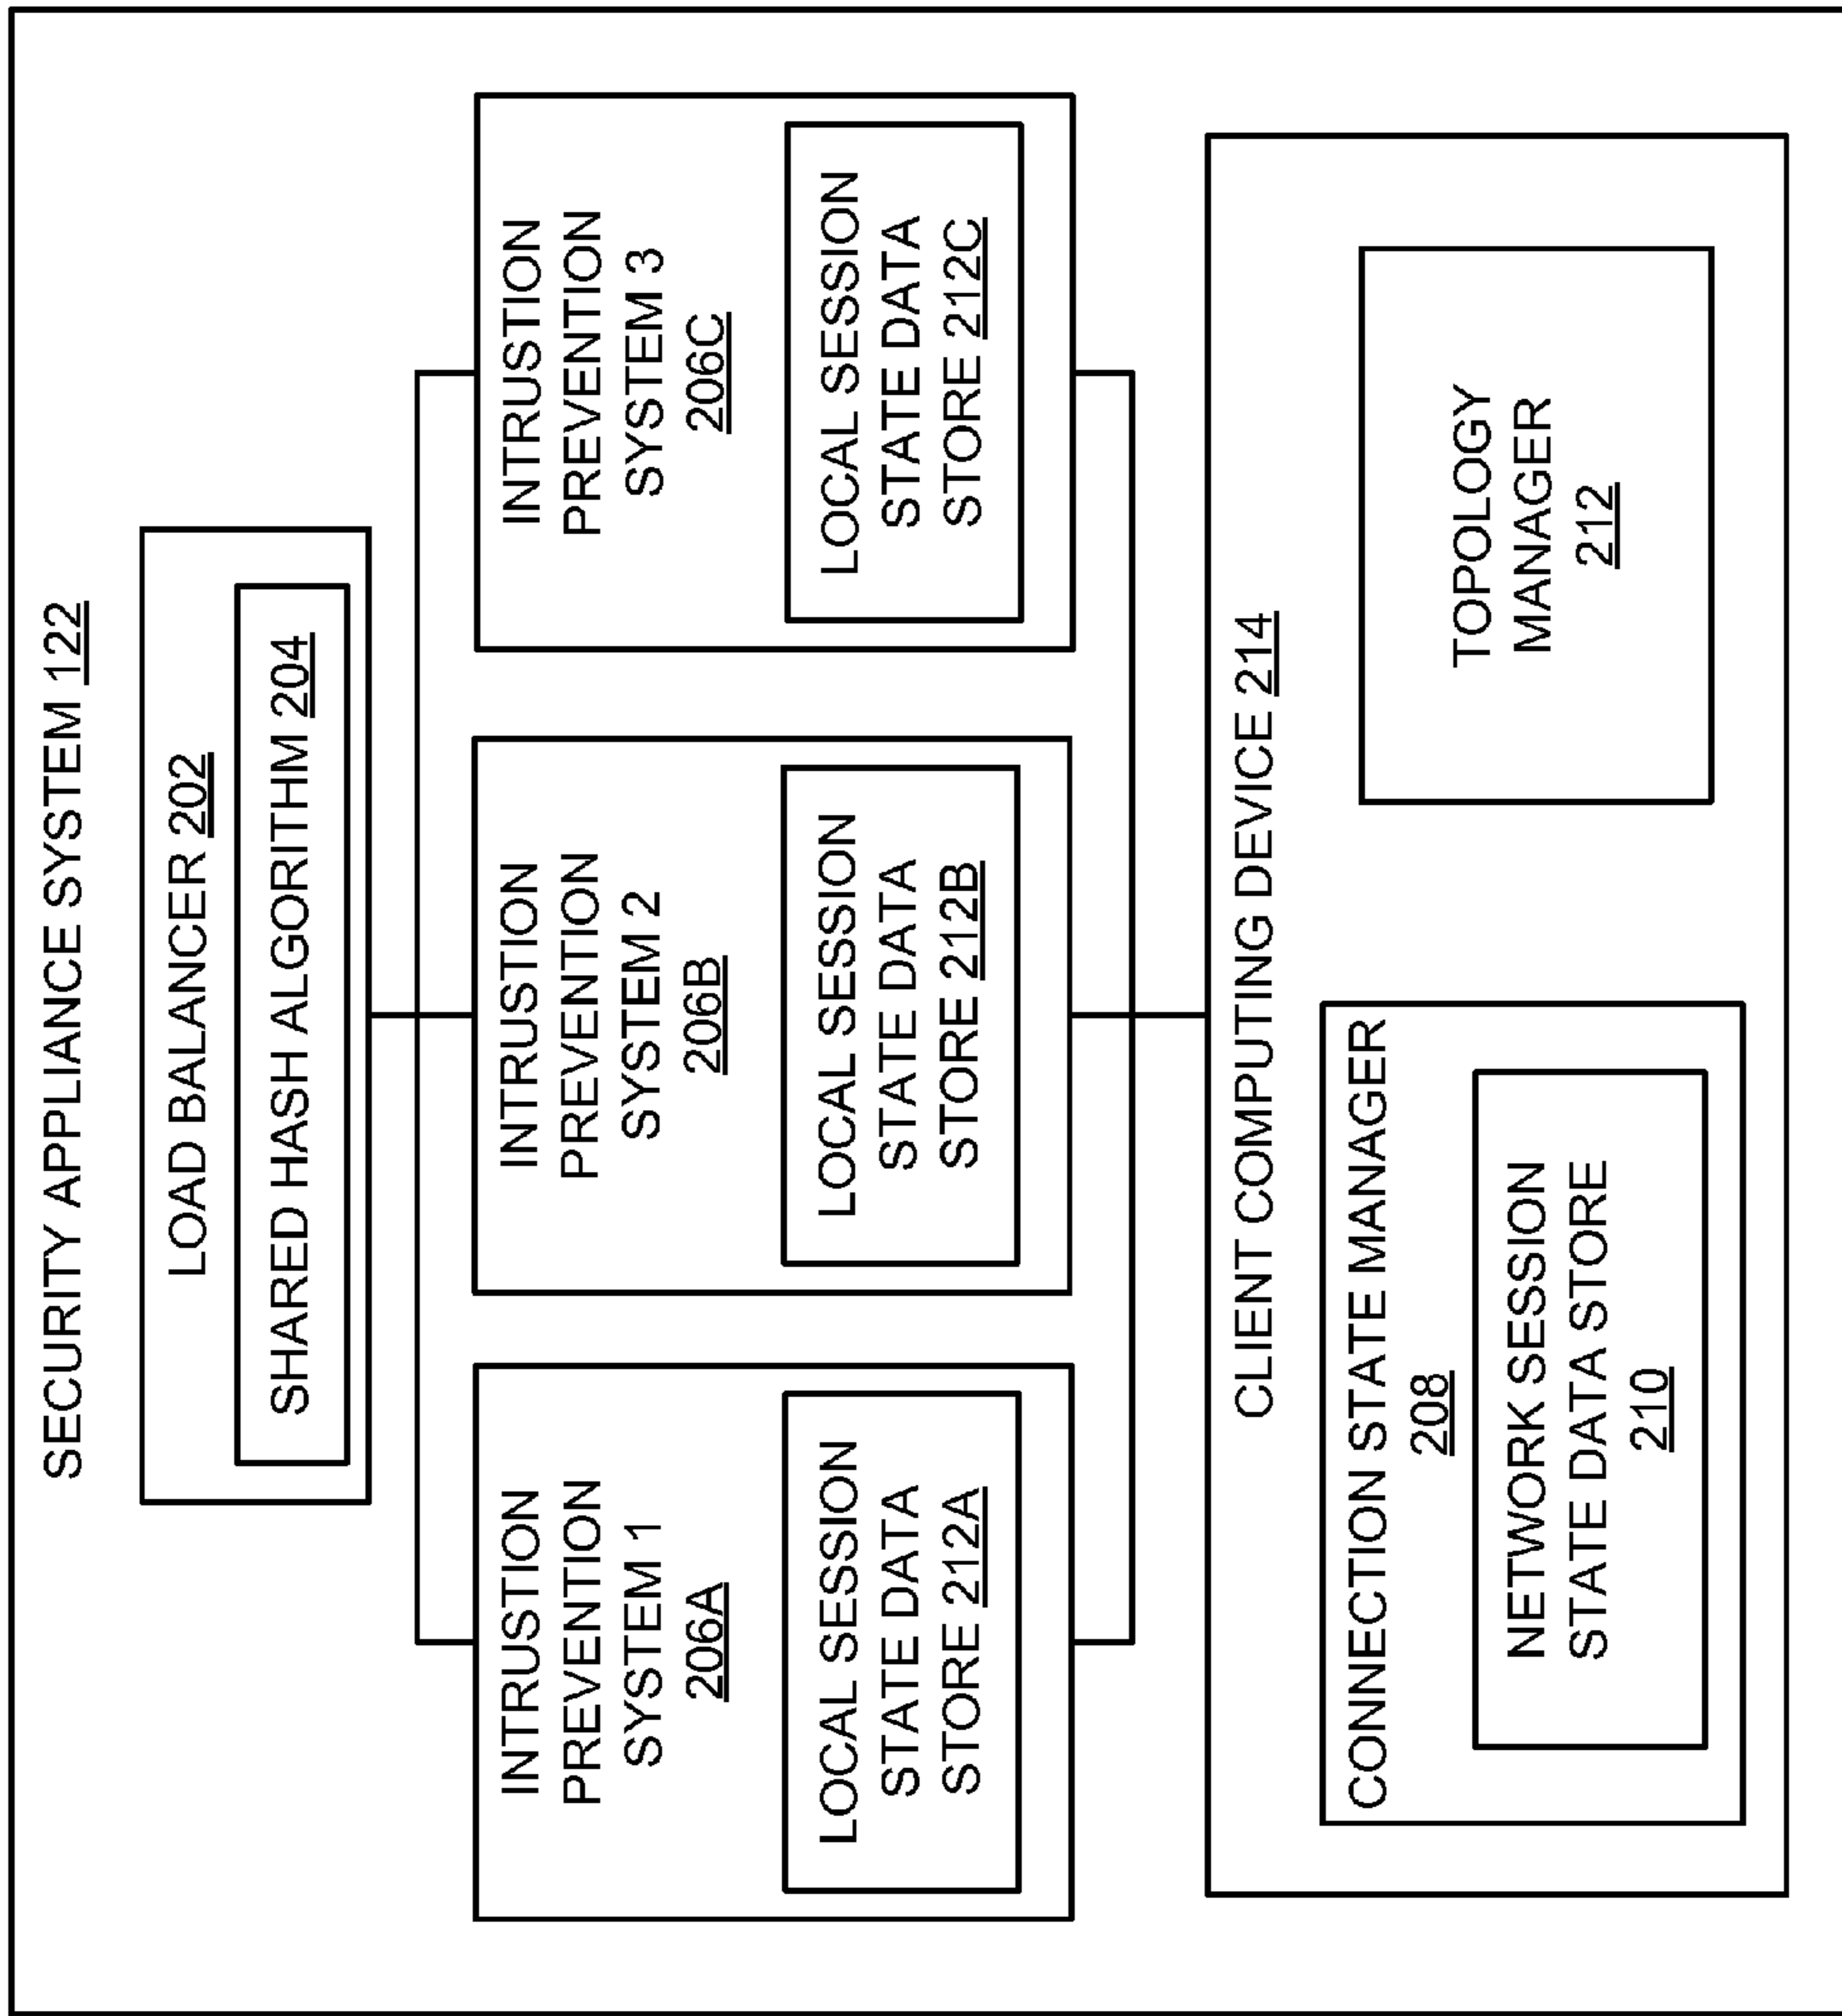 SECURITY APPLIANCE SYSTEM 122
LOAD BALANCER 202
SHARED HASH ALGORITHM 204
INTRUSTION
PREVENTION
SYSTEM 1
206A
LOCAL SESSION
STATE DATA
STORE 212A
INTRUSTION
PREVENTION
SYSTEM 2
206B
LOCAL SESSION
STATE DATA
STORE 212B
INTRUSTION
PREVENTION
SYSTEM 3
206C
LOCAL SESSION
STATE DATA
STORE 212C
CLIENT COMPUTING DEVICE 214
CONNECTION STATE MANAGER
208
NETWORK SESSION
STATE DATA STORE
210
TOPOLOGY
MANAGER
212